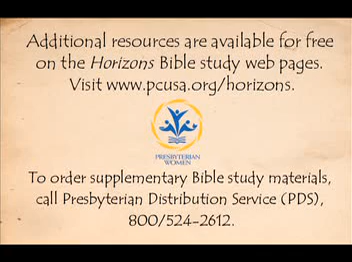 Additional resources are available for free
on the Horizons Bible study web pages.
Visit www.pcusa.org/horizons.
PRESBYTERIAN
WOMEN
To order supplementary Bible study materials,
call Presbyterian Distribution Service (PDS),
800/524-2612.